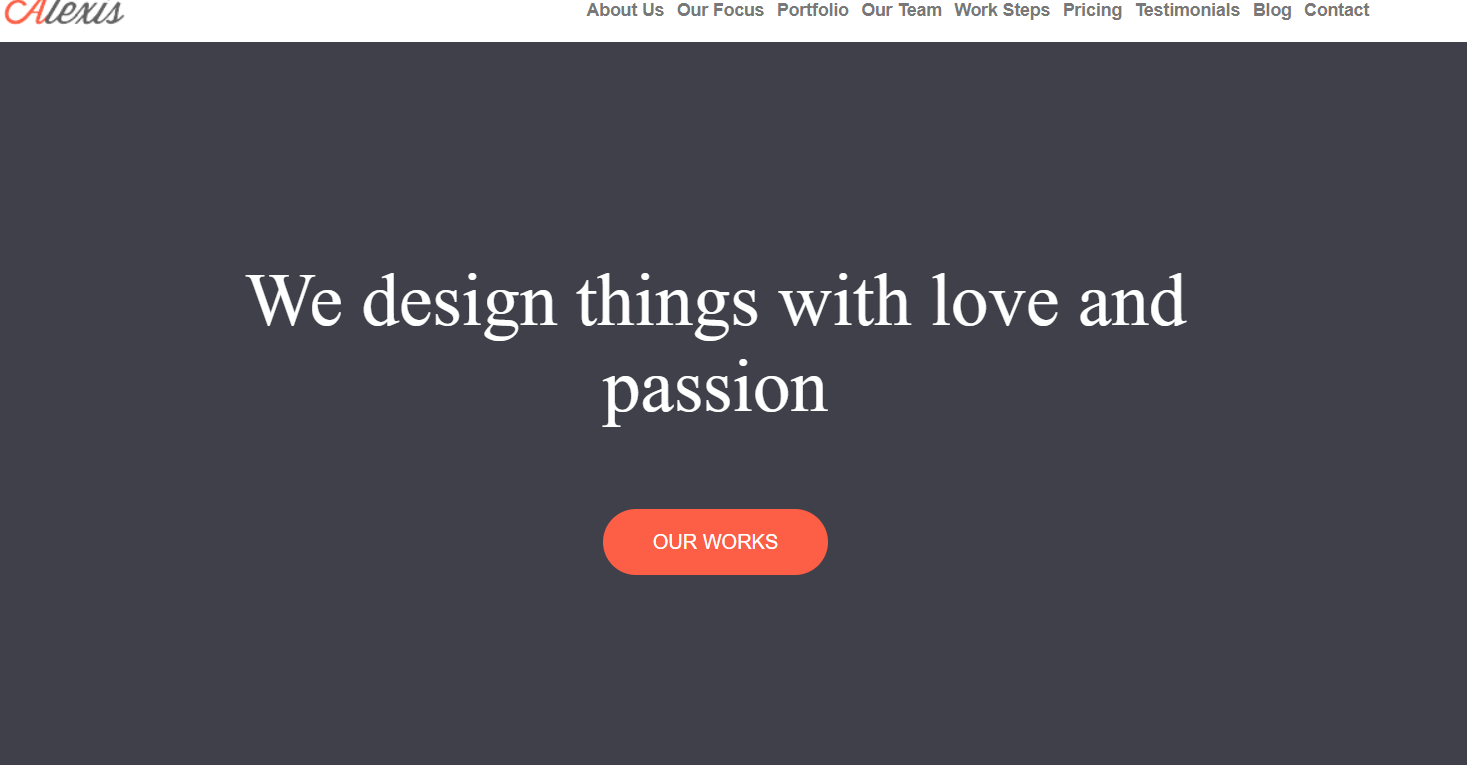 Alexis
About Us Our Focus Portfolio Our Team Work Steps Pricing Testimonials Blog Contact
We design things with love and
passion
OUR WORKS